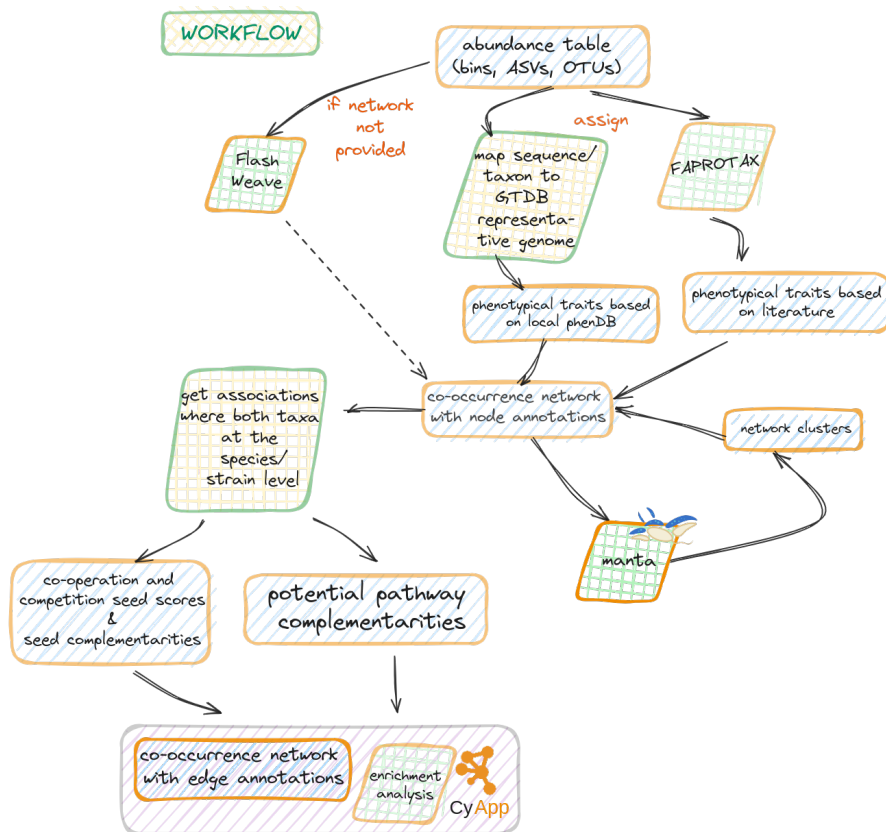 WORKFLOW
abundance table
(bins, ASVs, OTUs)
if network
not
provided
assign
Flash
Weave
map sequence/
taxon to
GTDB
representa-
tive genome
FAPROTAX
phenotypical traits based
on local phenDB
phenotypical traits based
on literature
get associations
where both taxa
at the
species/
strain level
co-occurrence network
with node annotations
network clusters
manta
co-operation and
competition seed scores
&
seed complementarities
potential pathway
complementarities
co-occurrence network
with edge annotations
enrichment
analysis
CyApp